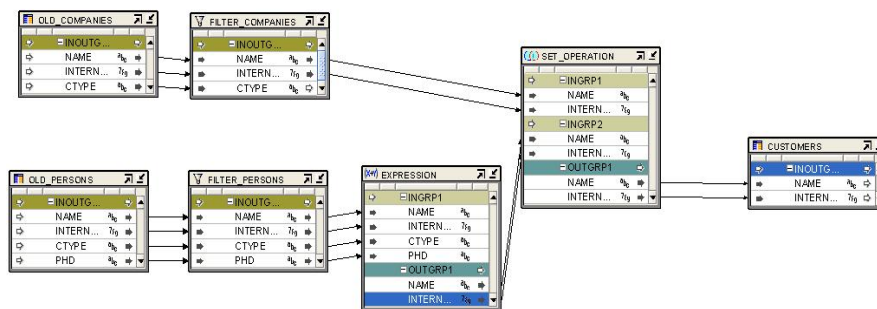 OLD_COMPANIES
INOUTG...
NAME
INTERN...
CTYPE
FILTER_COMPANIES
INOUTG...
NAME
INTERN...
CTYPE
SET_OPERATION
INGRP1
NAME
INTERN...
INGRP2
NAME
INTERN...
OUTGRP1
NAME
INTERN...
CUSTOMERS
INOUTG...
NAME
INTERN...
OLD_PERSONS
INOUTG...
NAME
INTERN...
CTYPE
PHD
FILTER_PERSONS
INOUTG...
NAME
INTERN...
CTYPE
PHD
EXPRESSION
INGRP1
NAME
INTERN...
CTYPE
PHD
OUTGRP1
NAME
INTERN...